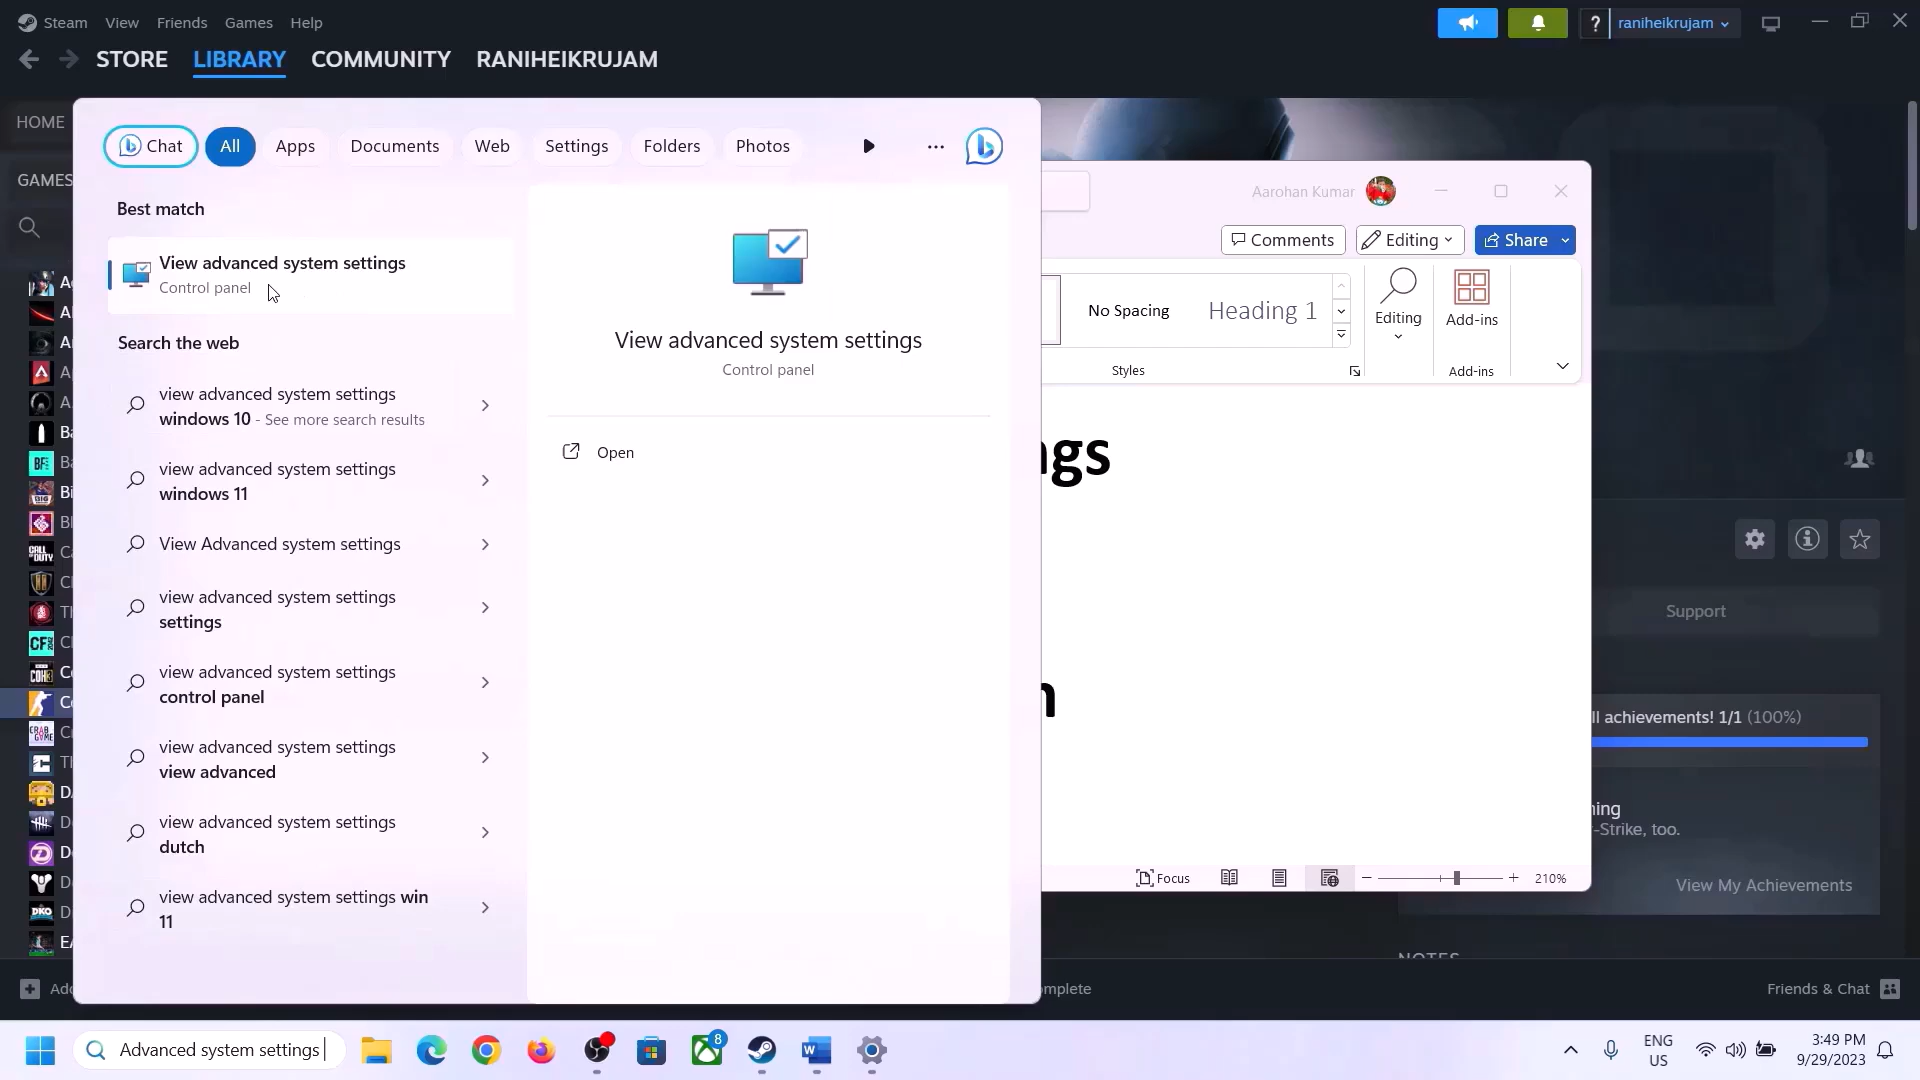 Steam View Friends Games Help
? raniheikrujam
STORE LIBRARY COMMUNITY RANIHEIKRUJAM
HOME
GAMES
Chat All Apps Documents Web Settings Folders Photos
Best match
View advanced system settings
Control panel
Search the web
view advanced system settings
windows 10 - See more search results
view advanced system settings
windows 11
View Advanced system settings
view advanced system settings
settings
view advanced system settings
control panel
view advanced system settings
view advanced
view advanced system settings
dutch
view advanced system settings win
11
View advanced system settings
Control panel
Open
Aarohan Kumar
Comments Editing Share
No Spacing Heading 1
Editing
Add-ins
Styles
Add-ins
ngs
n
Focus
210%
Support
ll achievements! 1/1 (100%)
ning
-Strike, too.
View My Achievements
NOTES
Add
mplete
Friends & Chat
Advanced system settings
8
ENG
US
3:49 PM
9/29/2023